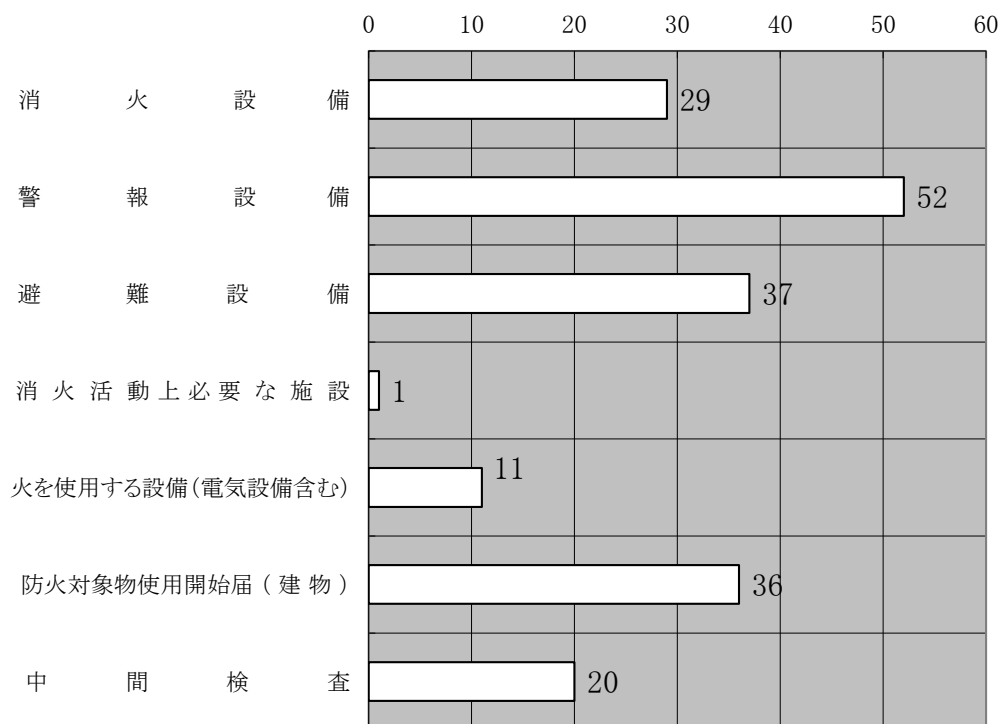 0 10 20 30 40 50 60
消火設備 29
警報設備 52
避難設備 37
消火活動上必要な施設 1
火を使用する設備(電気設備含む) 11
防火対象物使用開始届(建物) 36
中間検査 20